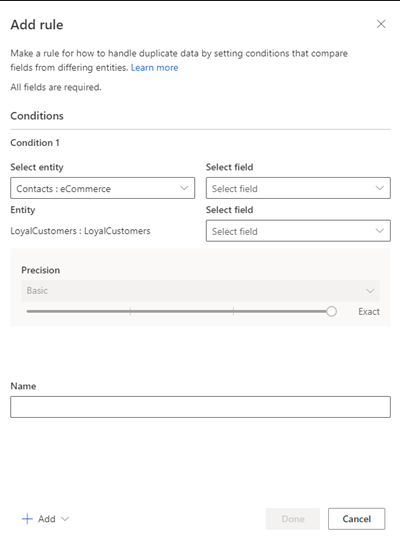 Add rule
Make a rule for how to handle duplicate data by setting conditions that compare
fields from differing entities. Learn more
All fields are required.
Conditions
Condition 1
Select entity Select field
Contacts : eCommerce Select field
Entity Select field
LoyalCustomers : LoyalCustomers Select field
Precision
Basic
Exact
Name
Add Done Cancel